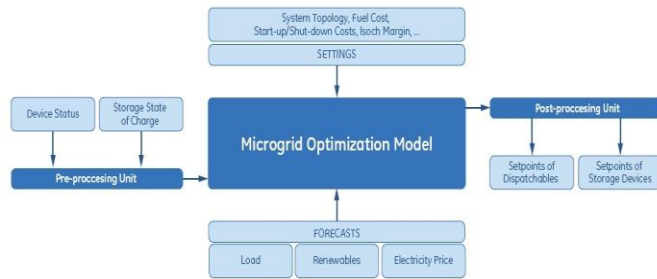 System Topology, Fuel Cost,
Start-up/Shut-down Costs, Isoch Margin, ...
SETTINGS
Device Status
Storage State
of Charge
Pre-proccesing Unit
Microgrid Optimization Model
Post-proccesing Unit
Setpoints of
Dispatchables
Setpoints of
Storage Devices
FORECASTS
Load
Renewables
Electricity Price